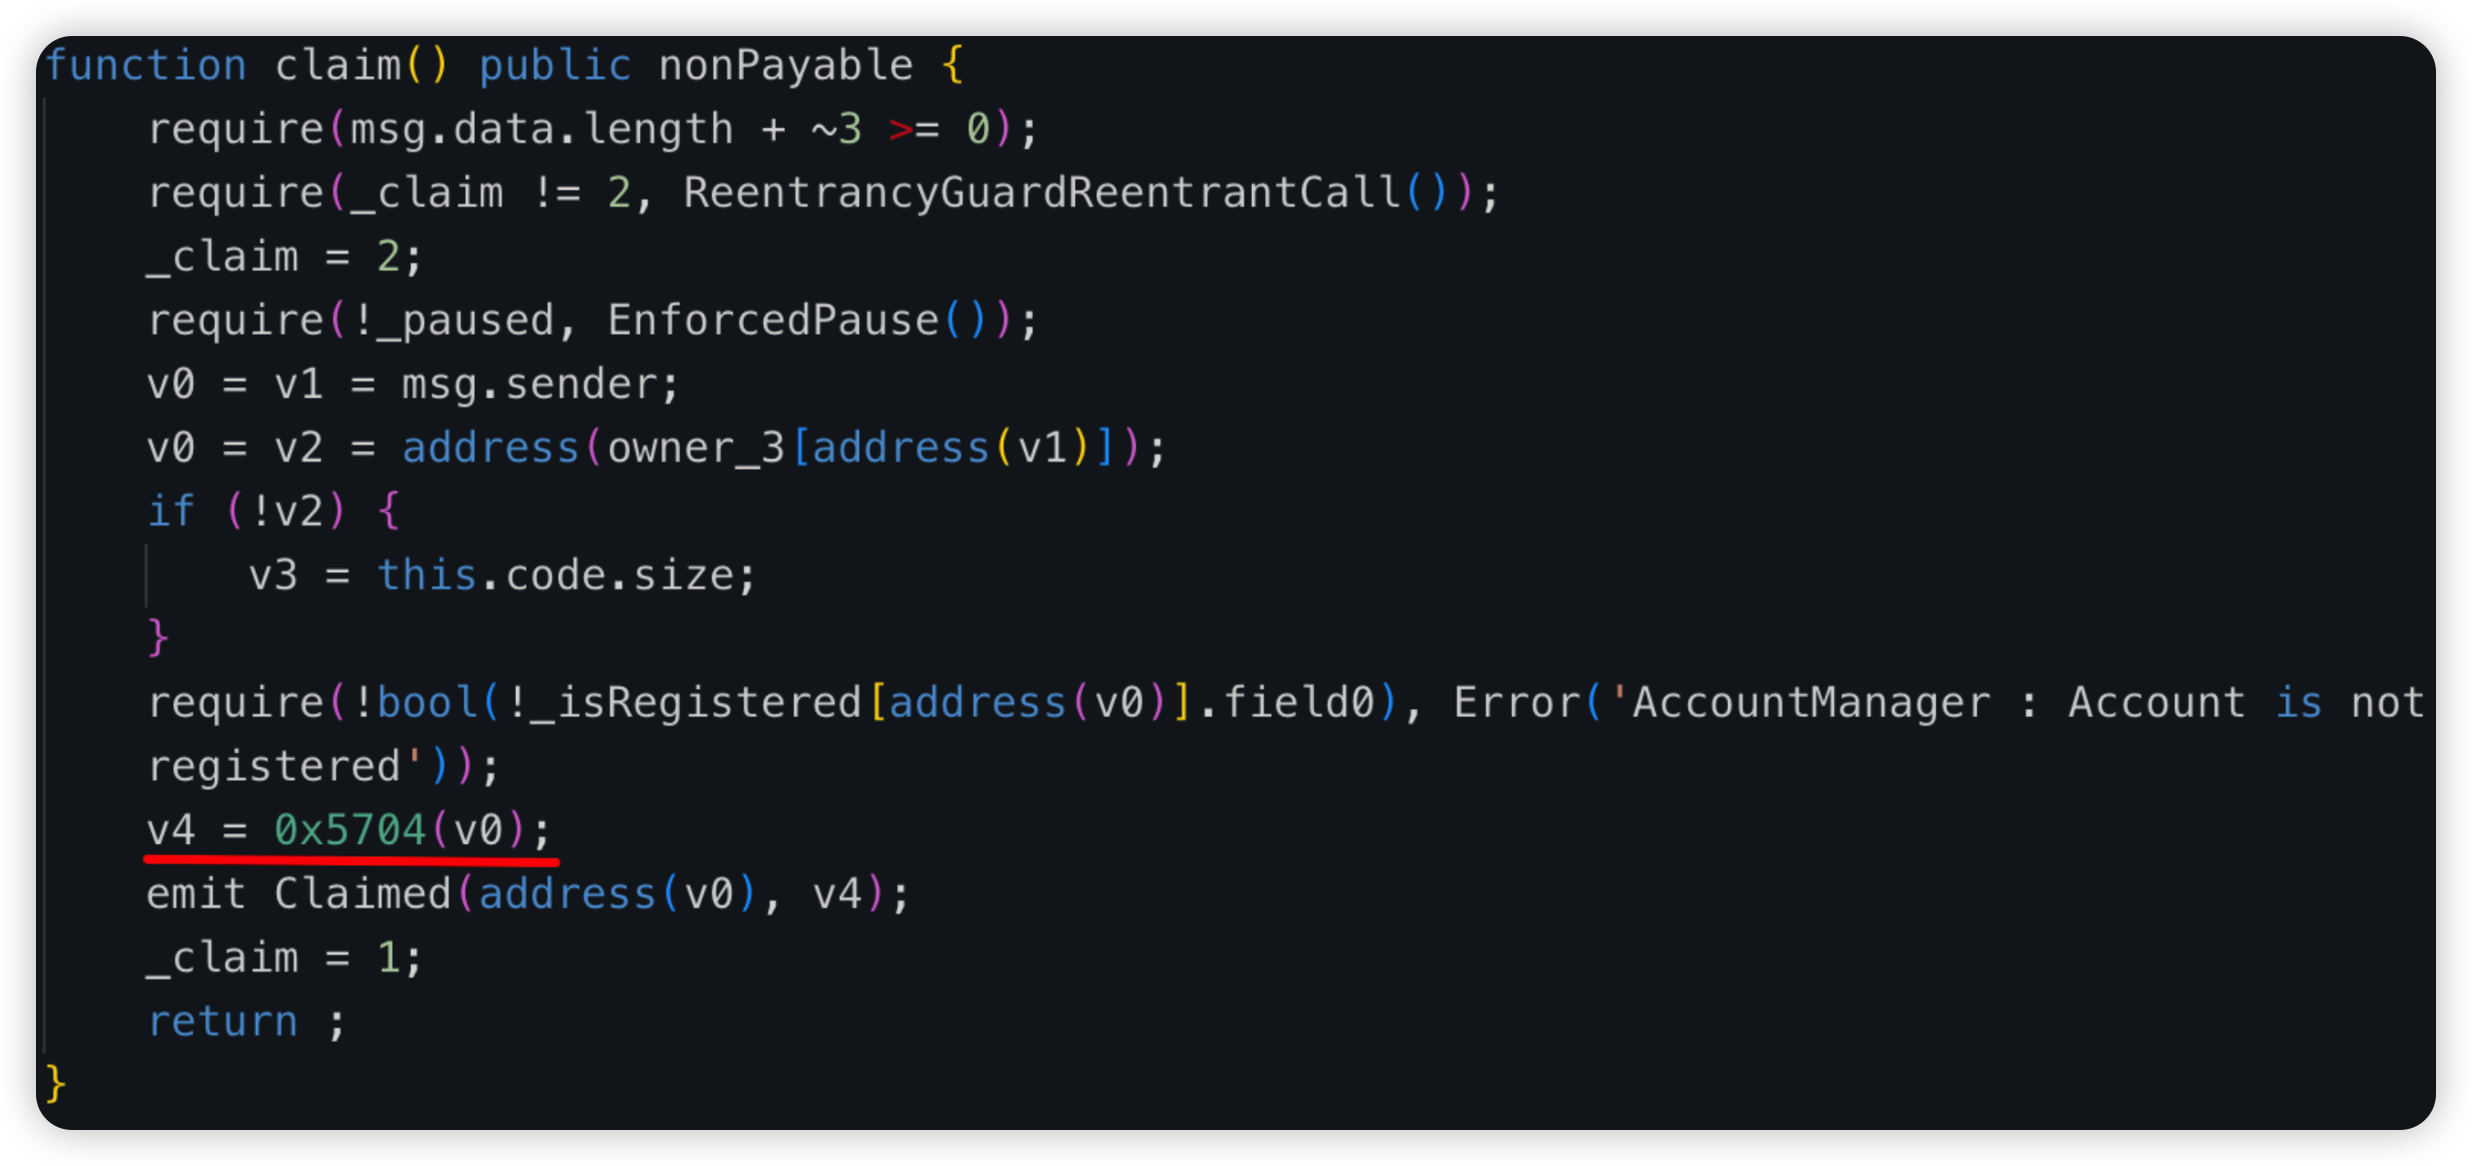 function claim() public nonPayable {
require(msg.data.length + ~3 >= 0);
require(_claim != 2, ReentrancyGuardReentrantCall());
_claim = 2;
require(!_paused, EnforcedPause());
v0 = v1 = msg.sender;
v0 = v2 = address(owner_3[address(v1)]);
if (!v2) {
v3 = this.code.size;
}
require(!bool(!_isRegistered[address(v0)].field0), Error('AccountManager : Account is not
registered'));
v4 = 0x5704(v0);
emit Claimed(address(v0), v4);
_claim = 1;
return ;
}